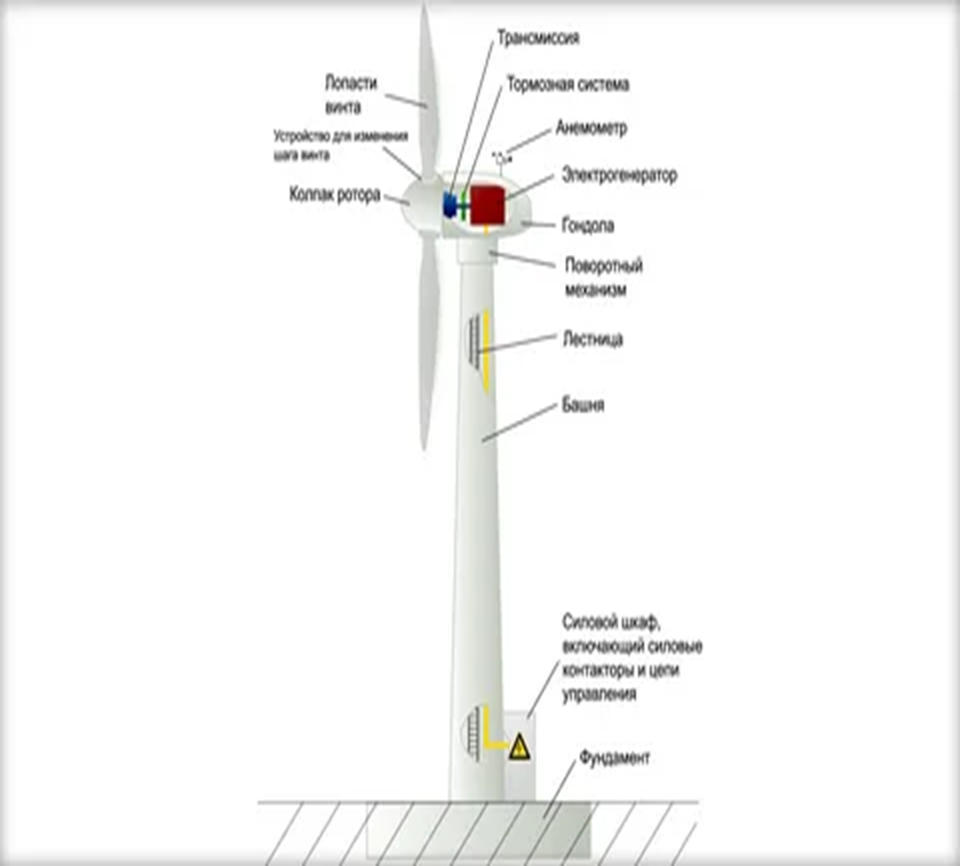 Трансмиссия
Лопасти
винта
Тормозная система
Устройство для изменения
шага винта
Анемометр
Электрогенератор
Колпак ротора
Гондола
Поворотный
механизм
Лестница
Башня
Силовой шкаф,
включающий силовые
контакторы и цепи
управления
Фундамент